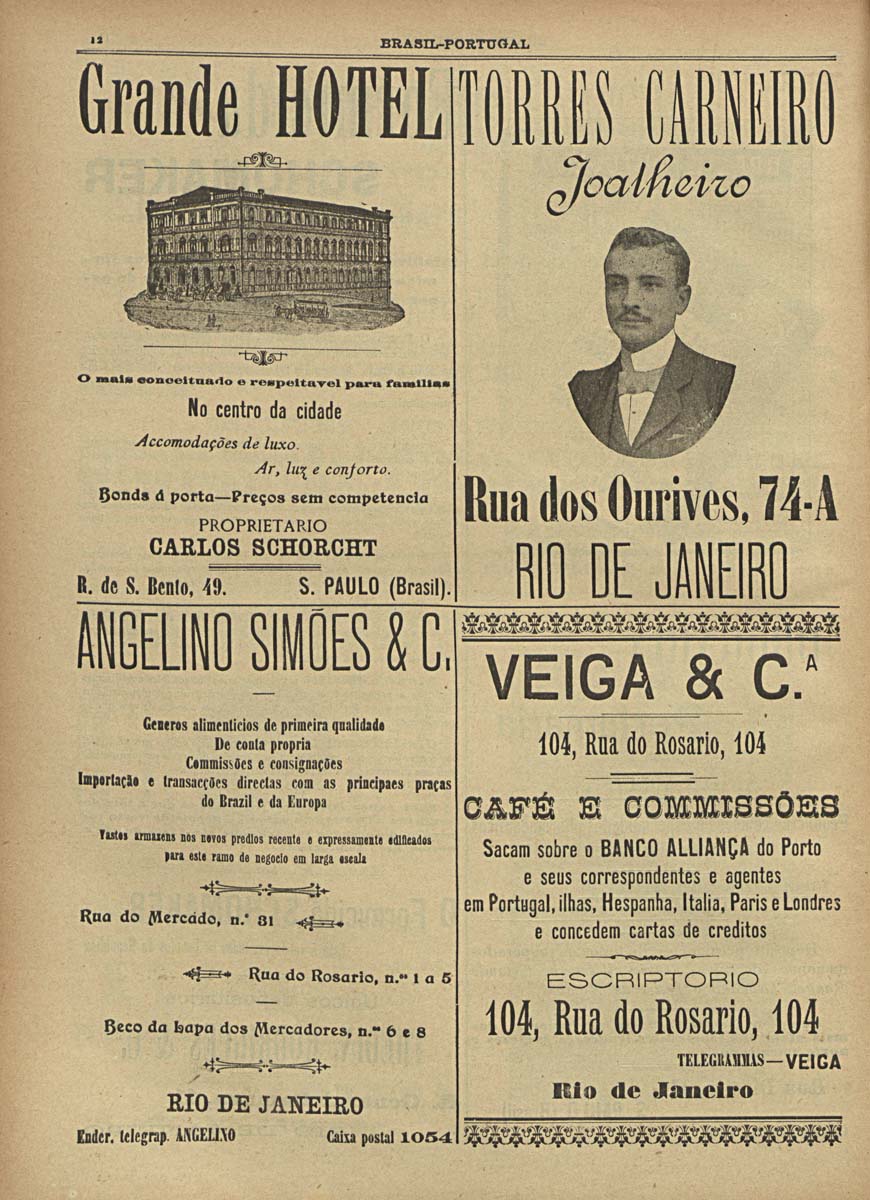 12
BRASIL-PORTUGAL
Grande HOTEL
O mais conceituado e respeitavel para familias
No centro da cidade
Accomodações de luxo.
Ar, luz e conforto.
Bonds á porta—Preços sem competencia
PROPRIETARIO
CARLOS SCHORCHT
R. de S. Bento, 49. S. PAULO (Brasil).
TORRES CARNEIRO
Joalheiro
Rua dos Ourives, 74-A
RIO DE JANEIRO
ANGELINO SIMÕES & C.
Generos alimenticios de primeira qualidade
De conta propria
Commissões e consignações
Importação e transacções directas com as principaes praças
do Brazil e da Europa
Vastos armazens nos novos predios recente e expressamente edificados
para este ramo de negocio em larga escala
Rua do Mercado, n.º 31
Rua do Rosario, n.os 1 a 5
Beco da Lapa dos Mercadores, n.os 6 e 8
RIO DE JANEIRO
Ender. telegrap. ANGELINO Caixa postal 1054
VEIGA & C.A
104, Rua do Rosario, 104
CAFÉ E COMMISSÕES
Sacam sobre o BANCO ALLIANÇA do Porto
e seus correspondentes e agentes
em Portugal, ilhas, Hespanha, Italia, Paris e Londres
e concedem cartas de creditos
ESCRIPTORIO
104, Rua do Rosario, 104
TELEGRAMMAS—VEIGA
Rio de Janeiro